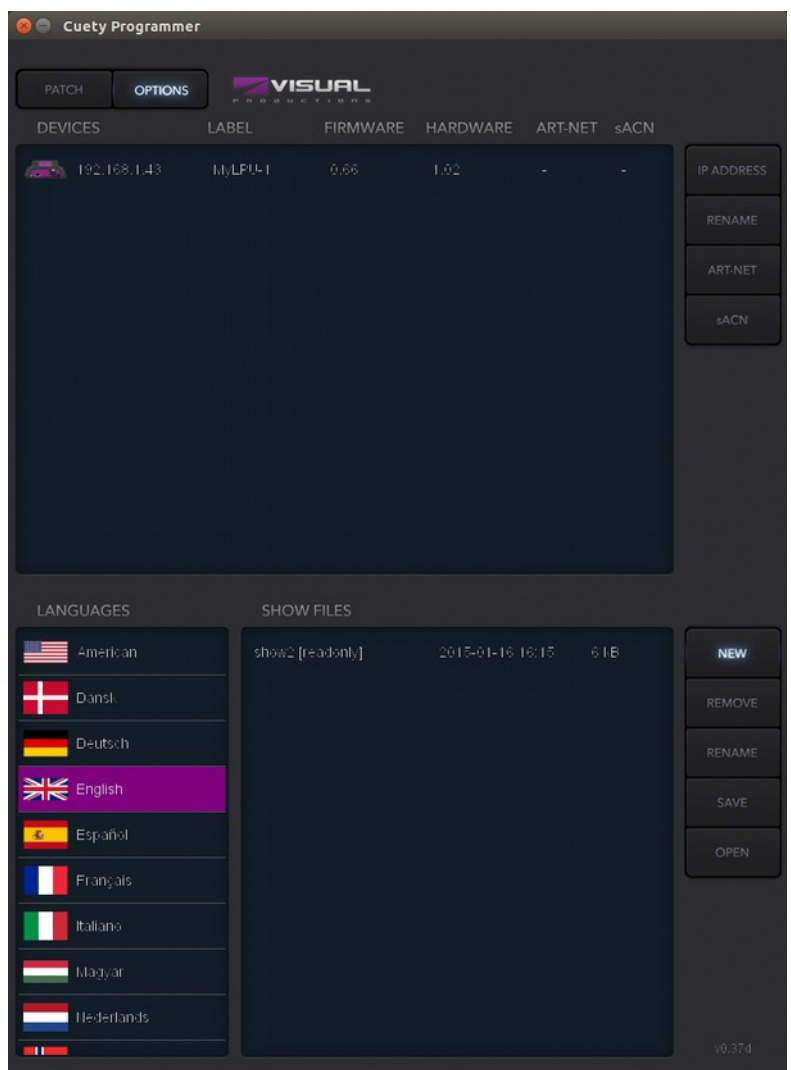 Cuety Programmer
PATCH OPTIONS VISUAL
PRODUCTIONS
DEVICES LABEL FIRMWARE HARDWARE ART-NET sACN
192.168.1.43 MyLPU-1 0.66 1.02 - -
IP ADDRESS
RENAME
ART-NET
sACN
LANGUAGES SHOW FILES
American show2 [readonly] 2015-01-16 16:15 6 kB NEW
Dansk REMOVE
Deutsch RENAME
English SAVE
Español OPEN
Français
Italiano
Magyar
Nederlands
v0.37d